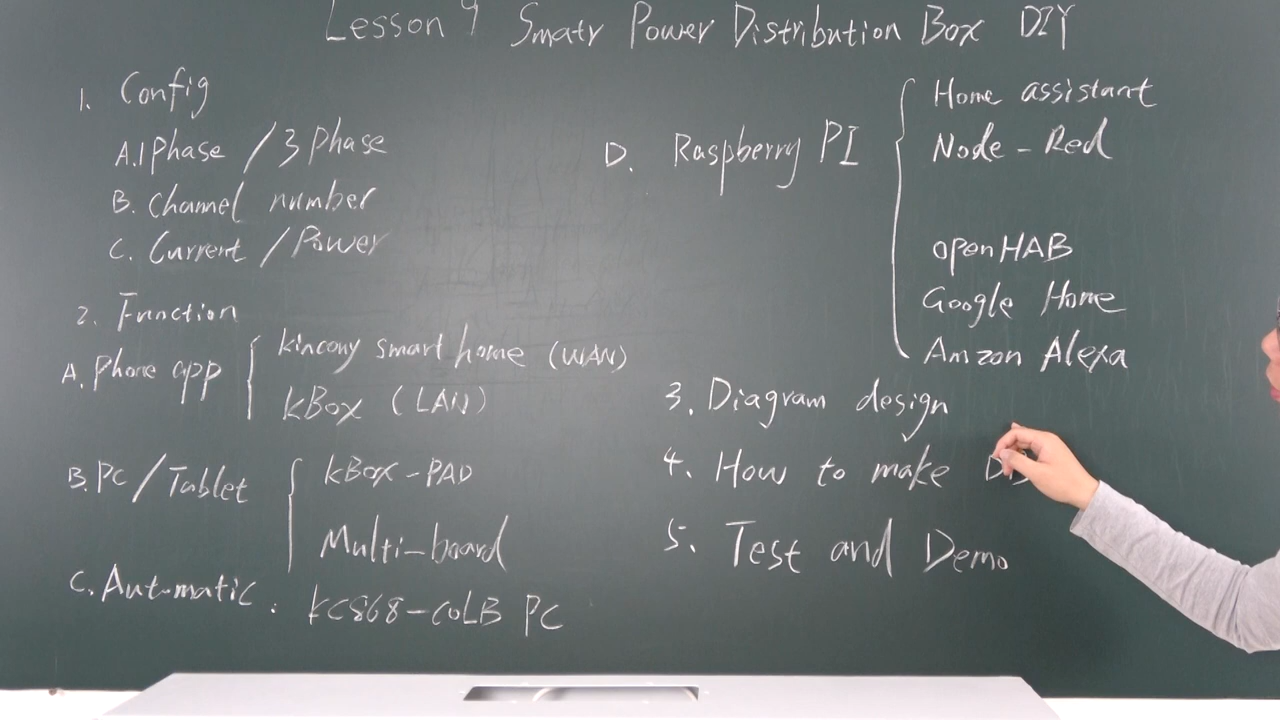 Lesson 9 Smatr Power Distribution Box DIY
1. Config
A.1Phase / 3 Phase
B. Channel number
C. Current / Power
2. Function
A. Phone app
kincony smart home (WAN)
kBox (LAN)
B. PC / Tablet
kBox-PAD
Multi-board
C. Automatic:
KC868-COLB PC
D. Raspberry PI
Home assistant
Node-Red
openHAB
Google Home
Amzon Alexa
3. Diagram design
4. How to make
5. Test and Demo